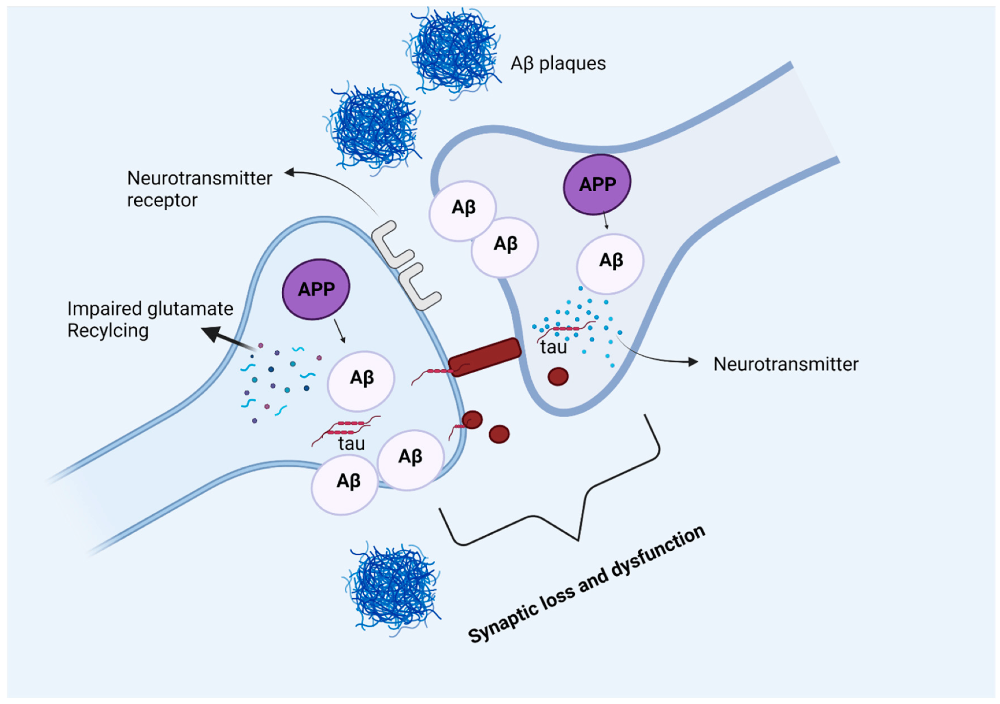 Aβ plaques
Neurotransmitter
receptor
APP
Aβ
Aβ
Aβ
APP
Impaired glutamate
Recylcing
tau
Neurotransmitter
Aβ
tau
Aβ
Aβ
Synaptic loss and dysfunction